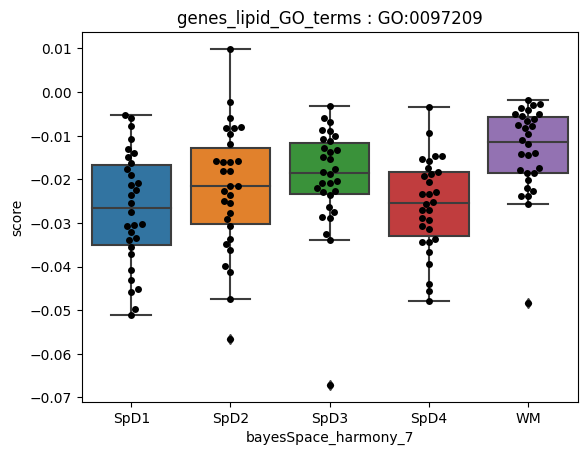 genes_lipid_GO_terms : GO:0097209
0.01
0.00
−0.01
−0.02
−0.03
−0.04
−0.05
−0.06
−0.07
score
SpD1 SpD2 SpD3 SpD4 WM
bayesSpace_harmony_7